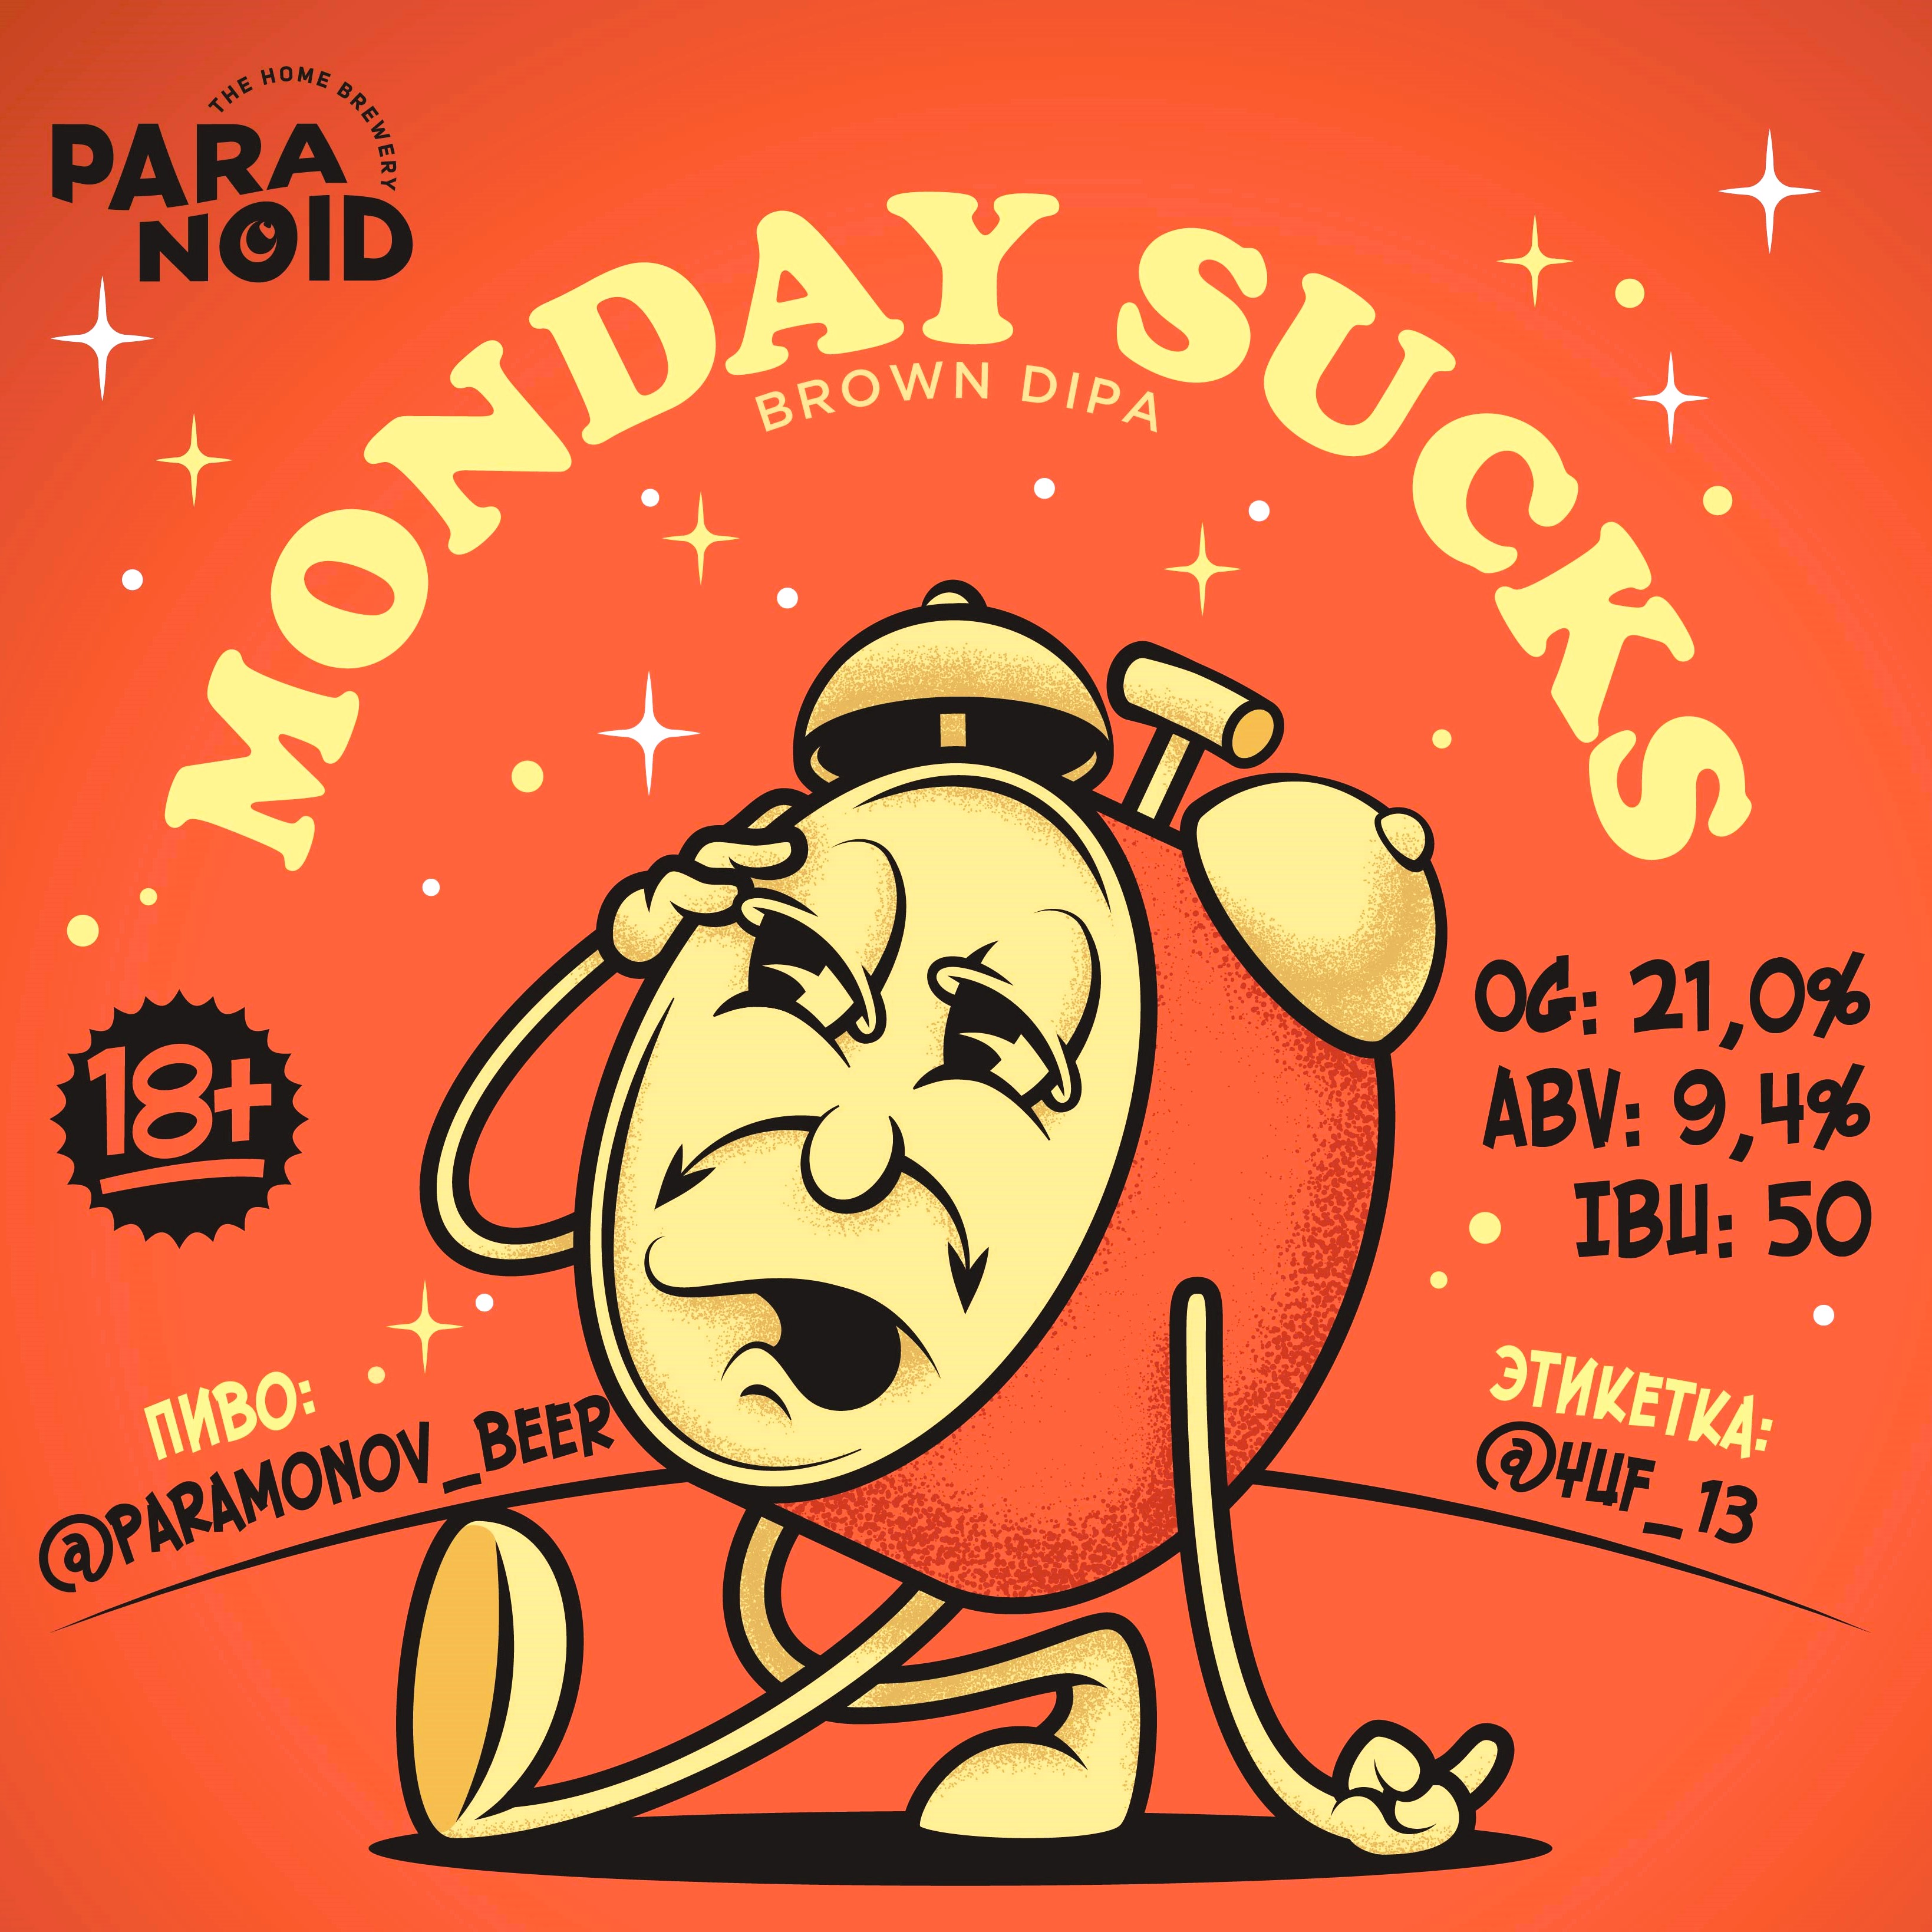 THE HOME BREWERY
PARA
NOID
MONDAY SUCKS
BROWN DIPA
OG: 21,0%
ABV: 9,4%
IBU: 50
18+
ПИВО:
@PARAMONOV_BEER
ЭТИКЕТКА:
@YUF_13